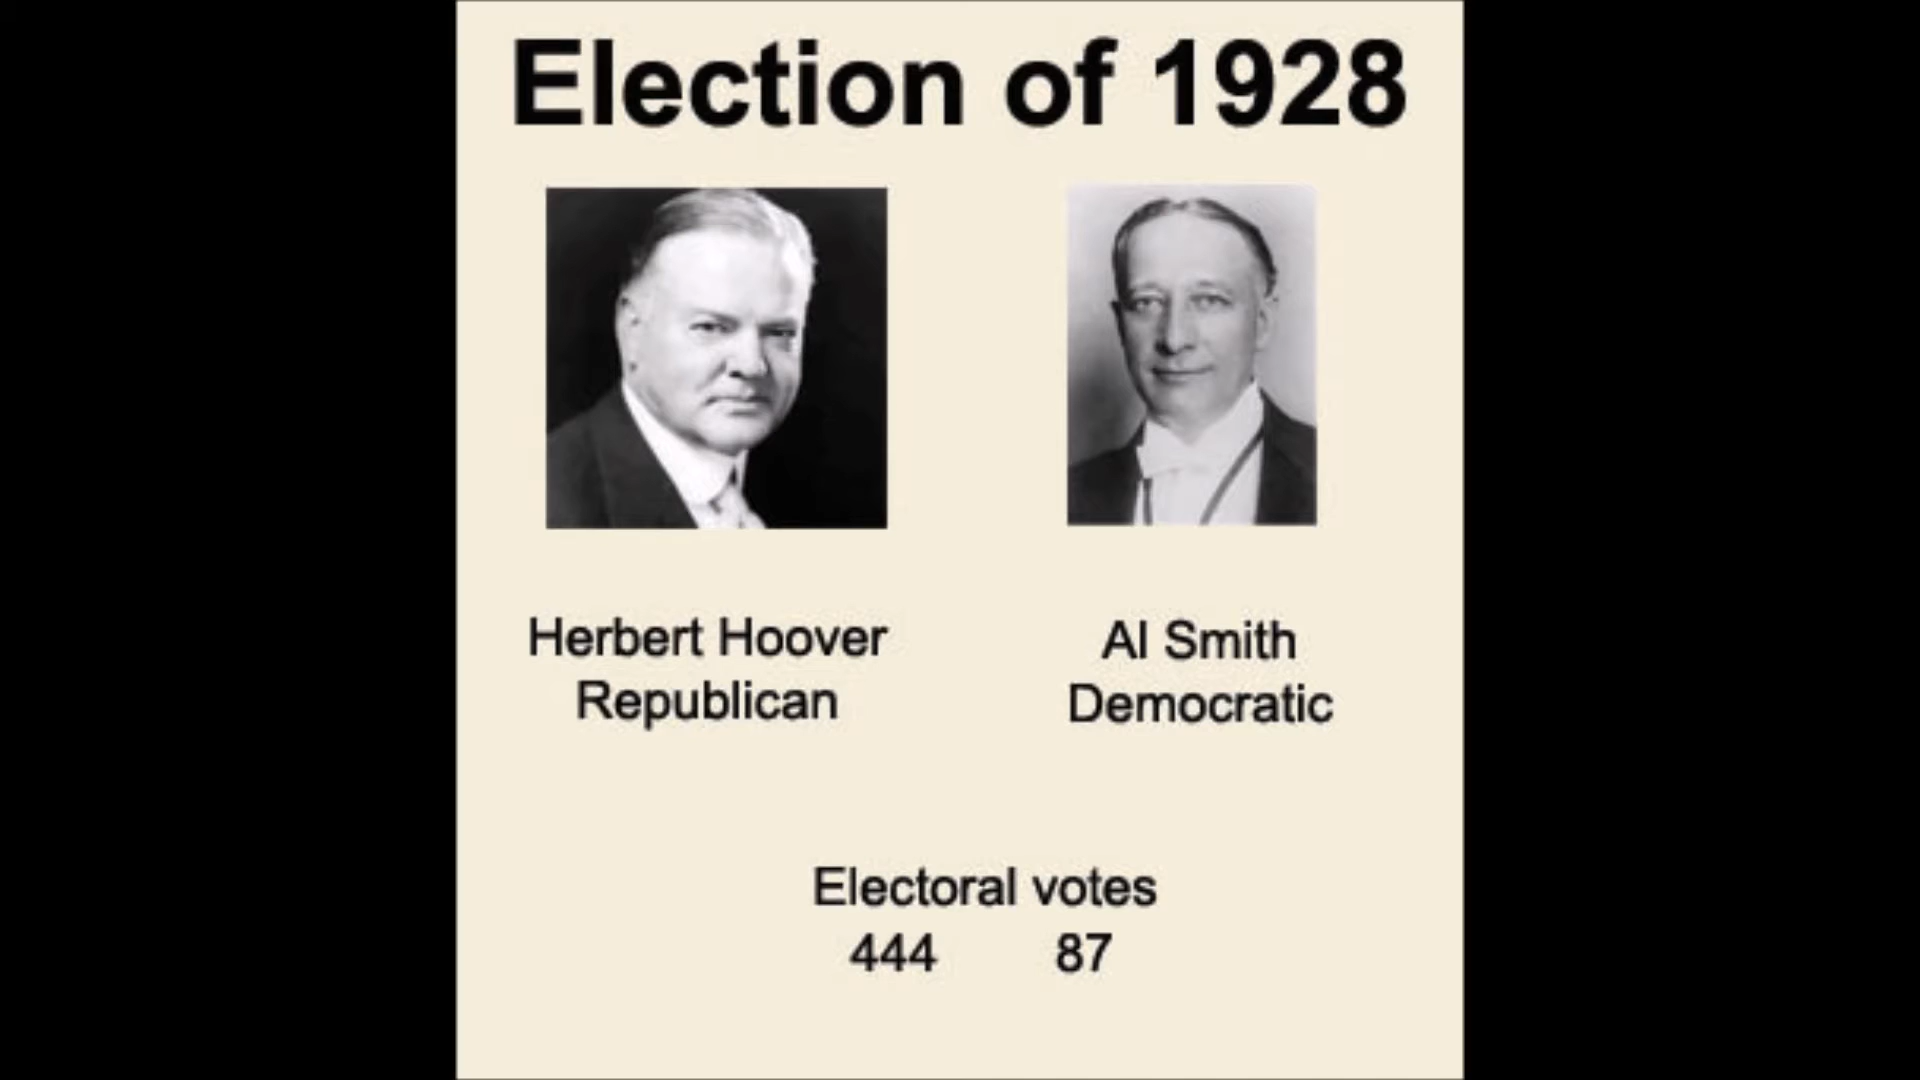 Election of 1928
Herbert Hoover
Republican
Al Smith
Democratic
Electoral votes
444 87